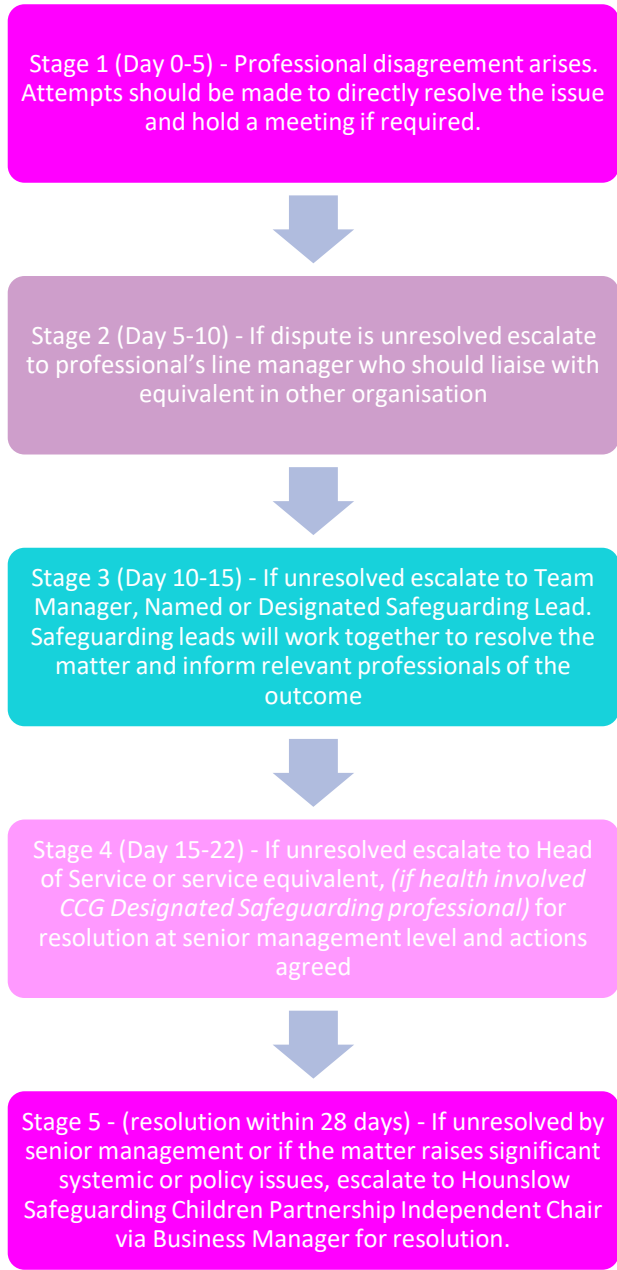 Stage 1 (Day 0-5) - Professional disagreement arises.
Attempts should be made to directly resolve the issue
and hold a meeting if required.
Stage 2 (Day 5-10) - If dispute is unresolved escalate
to professional’s line manager who should liaise with
equivalent in other organisation
Stage 3 (Day 10-15) - If unresolved escalate to Team
Manager, Named or Designated Safeguarding Lead.
Safeguarding leads will work together to resolve the
matter and inform relevant professionals of the
outcome
Stage 4 (Day 15-22) - If unresolved escalate to Head
of Service or service equivalent, (if health involved
CCG Designated Safeguarding professional) for
resolution at senior management level and actions
agreed
Stage 5 - (resolution within 28 days) - If unresolved by
senior management or if the matter raises significant
systemic or policy issues, escalate to Hounslow
Safeguarding Children Partnership Independent Chair
via Business Manager for resolution.